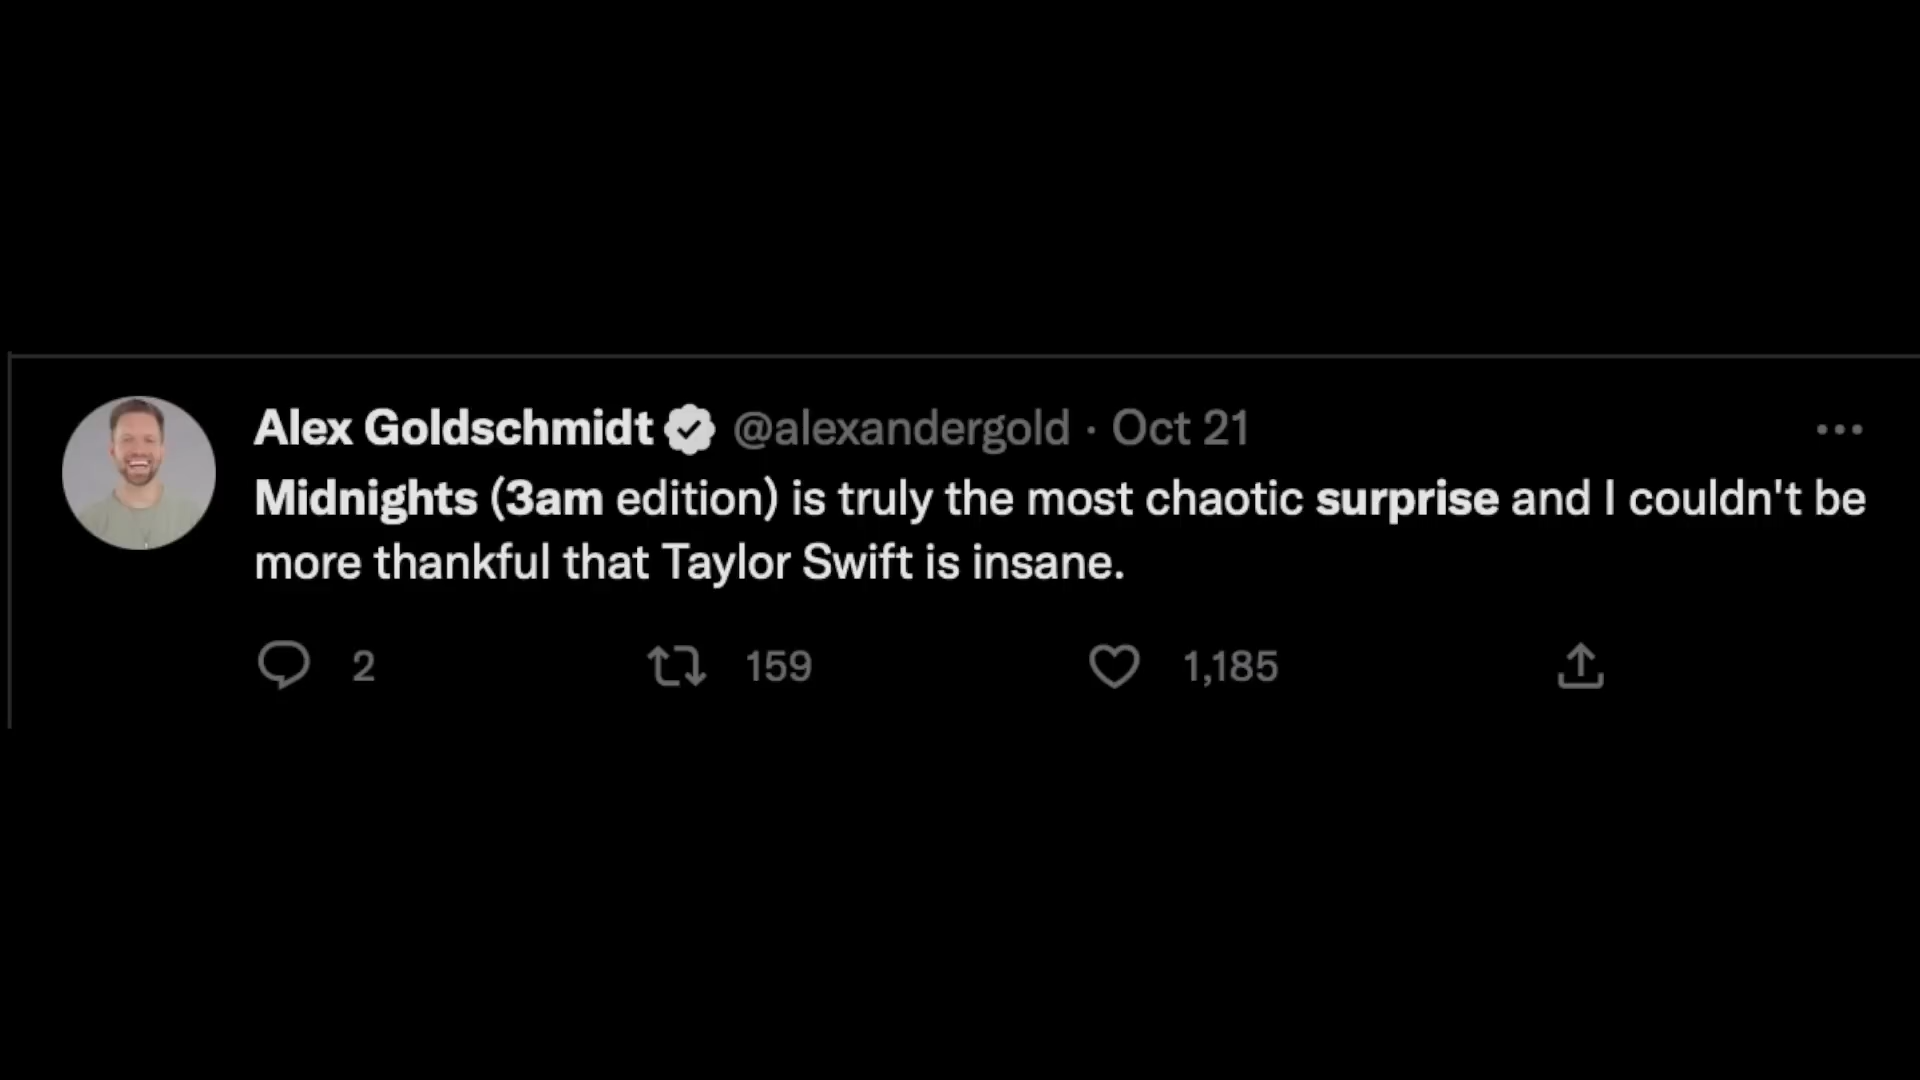 Alex Goldschmidt @alexandergold · Oct 21
Midnights (3am edition) is truly the most chaotic surprise and I couldn't be
more thankful that Taylor Swift is insane.
2 159 1,185